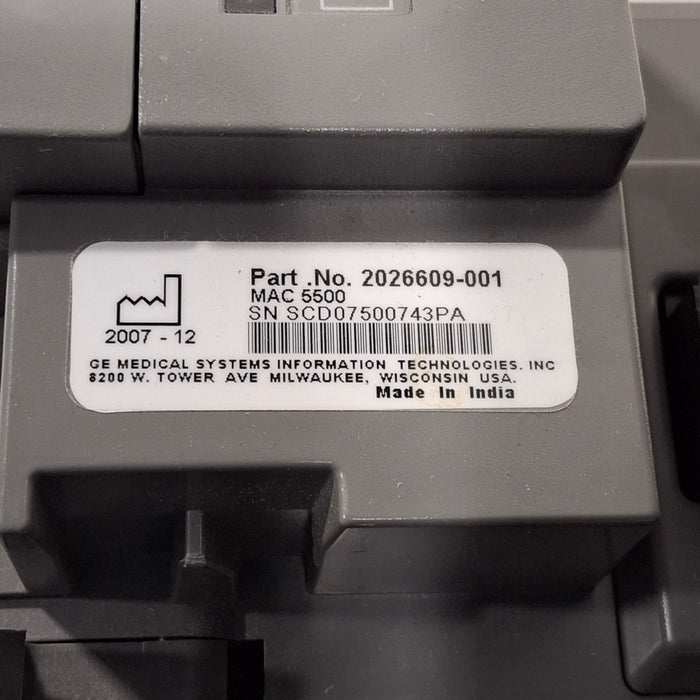 Part .No. 2026609-001
MAC 5500
SN SCD07500743PA
2007 - 12
GE MEDICAL SYSTEMS INFORMATION TECHNOLOGIES. INC
8200 W. TOWER AVE MILWAUKEE, WISCONSIN USA.
Made In India